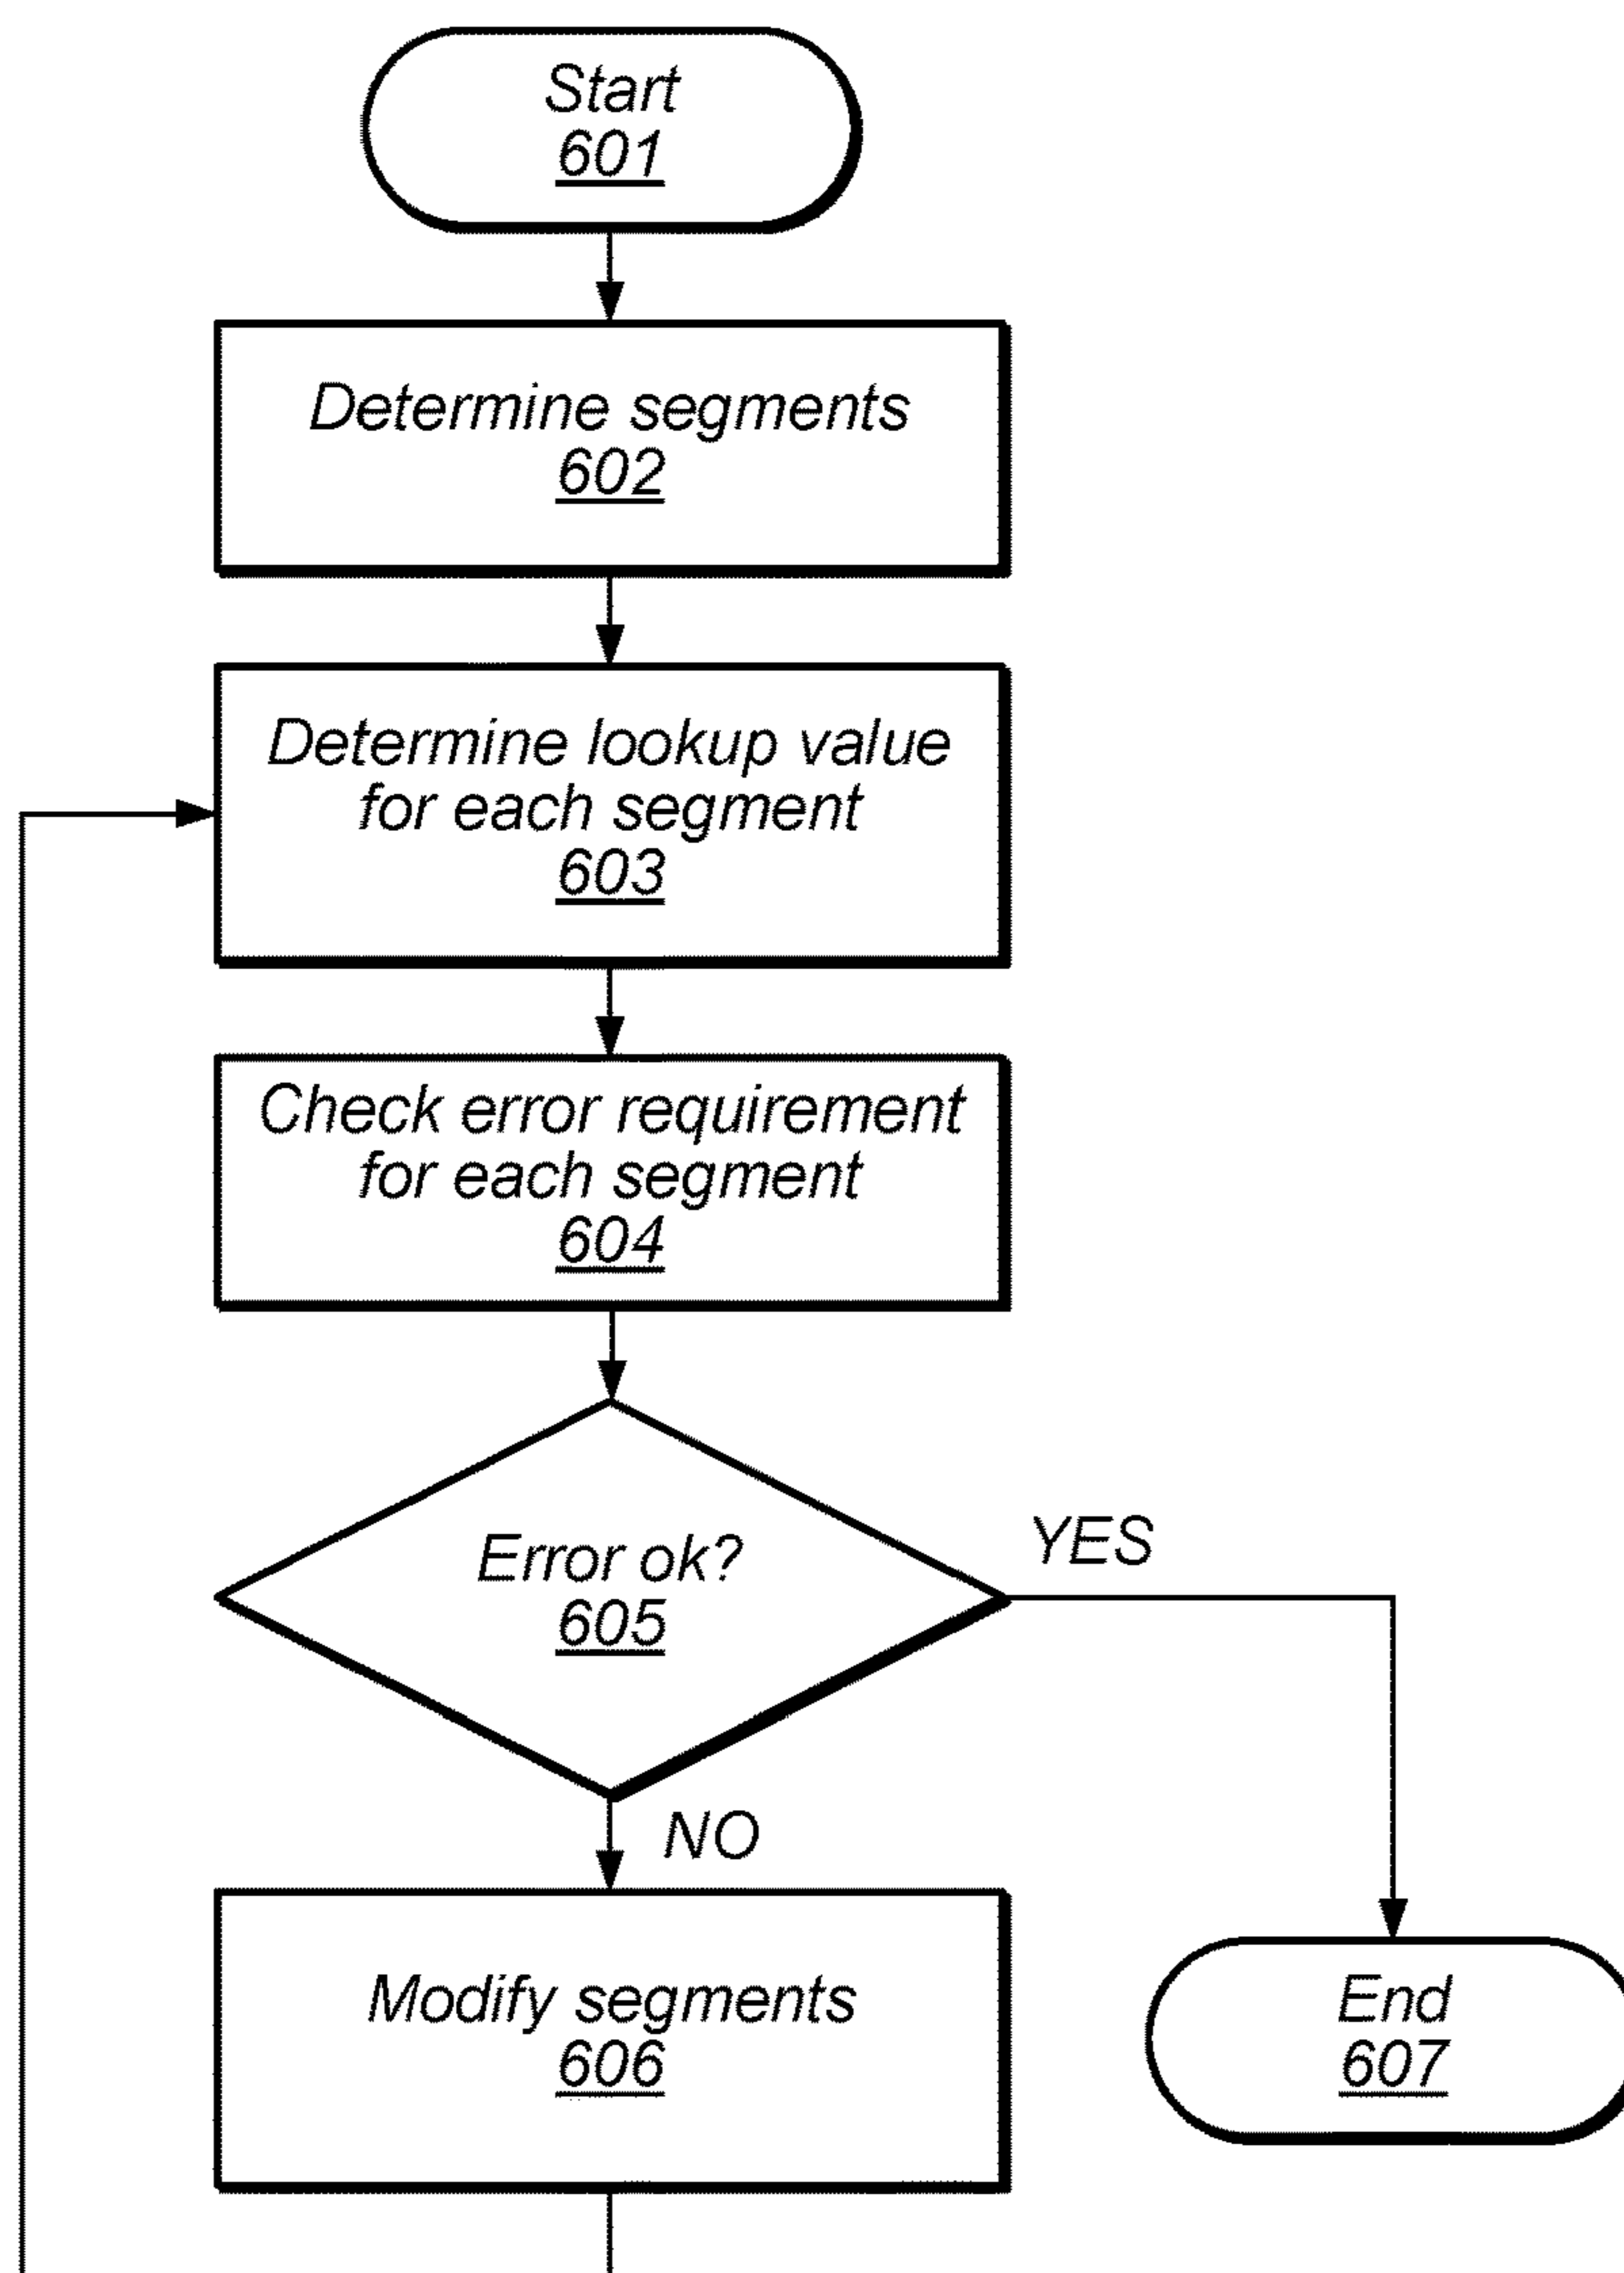 Start
601
Determine segments
602
Determine lookup value
for each segment
603
Check error requirement
for each segment
604
Error ok?
605
YES
NO
Modify segments
606
End
607